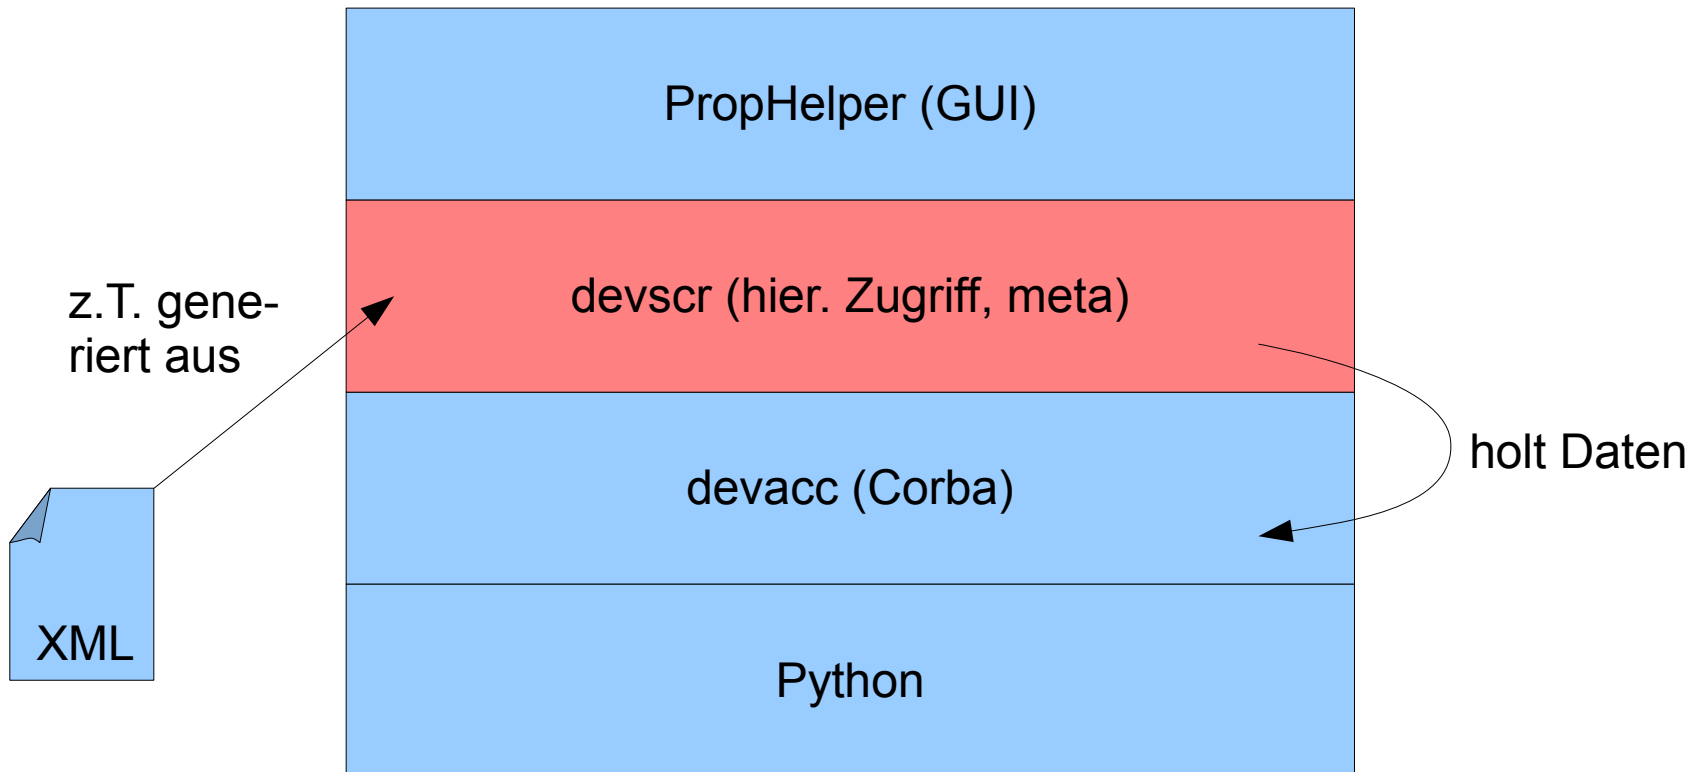 PropHelper (GUI)
z.T. gene-
riert aus
devscr (hier. Zugriff, meta)
holt Daten
devacc (Corba)
XML
Python